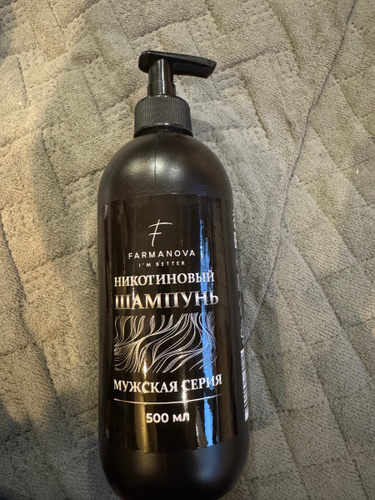 F
FARMANOVA
I'M BETTER
НИКОТИНОВЫЙ
ШАМПУНЬ
МУЖСКАЯ СЕРИЯ
500 мл